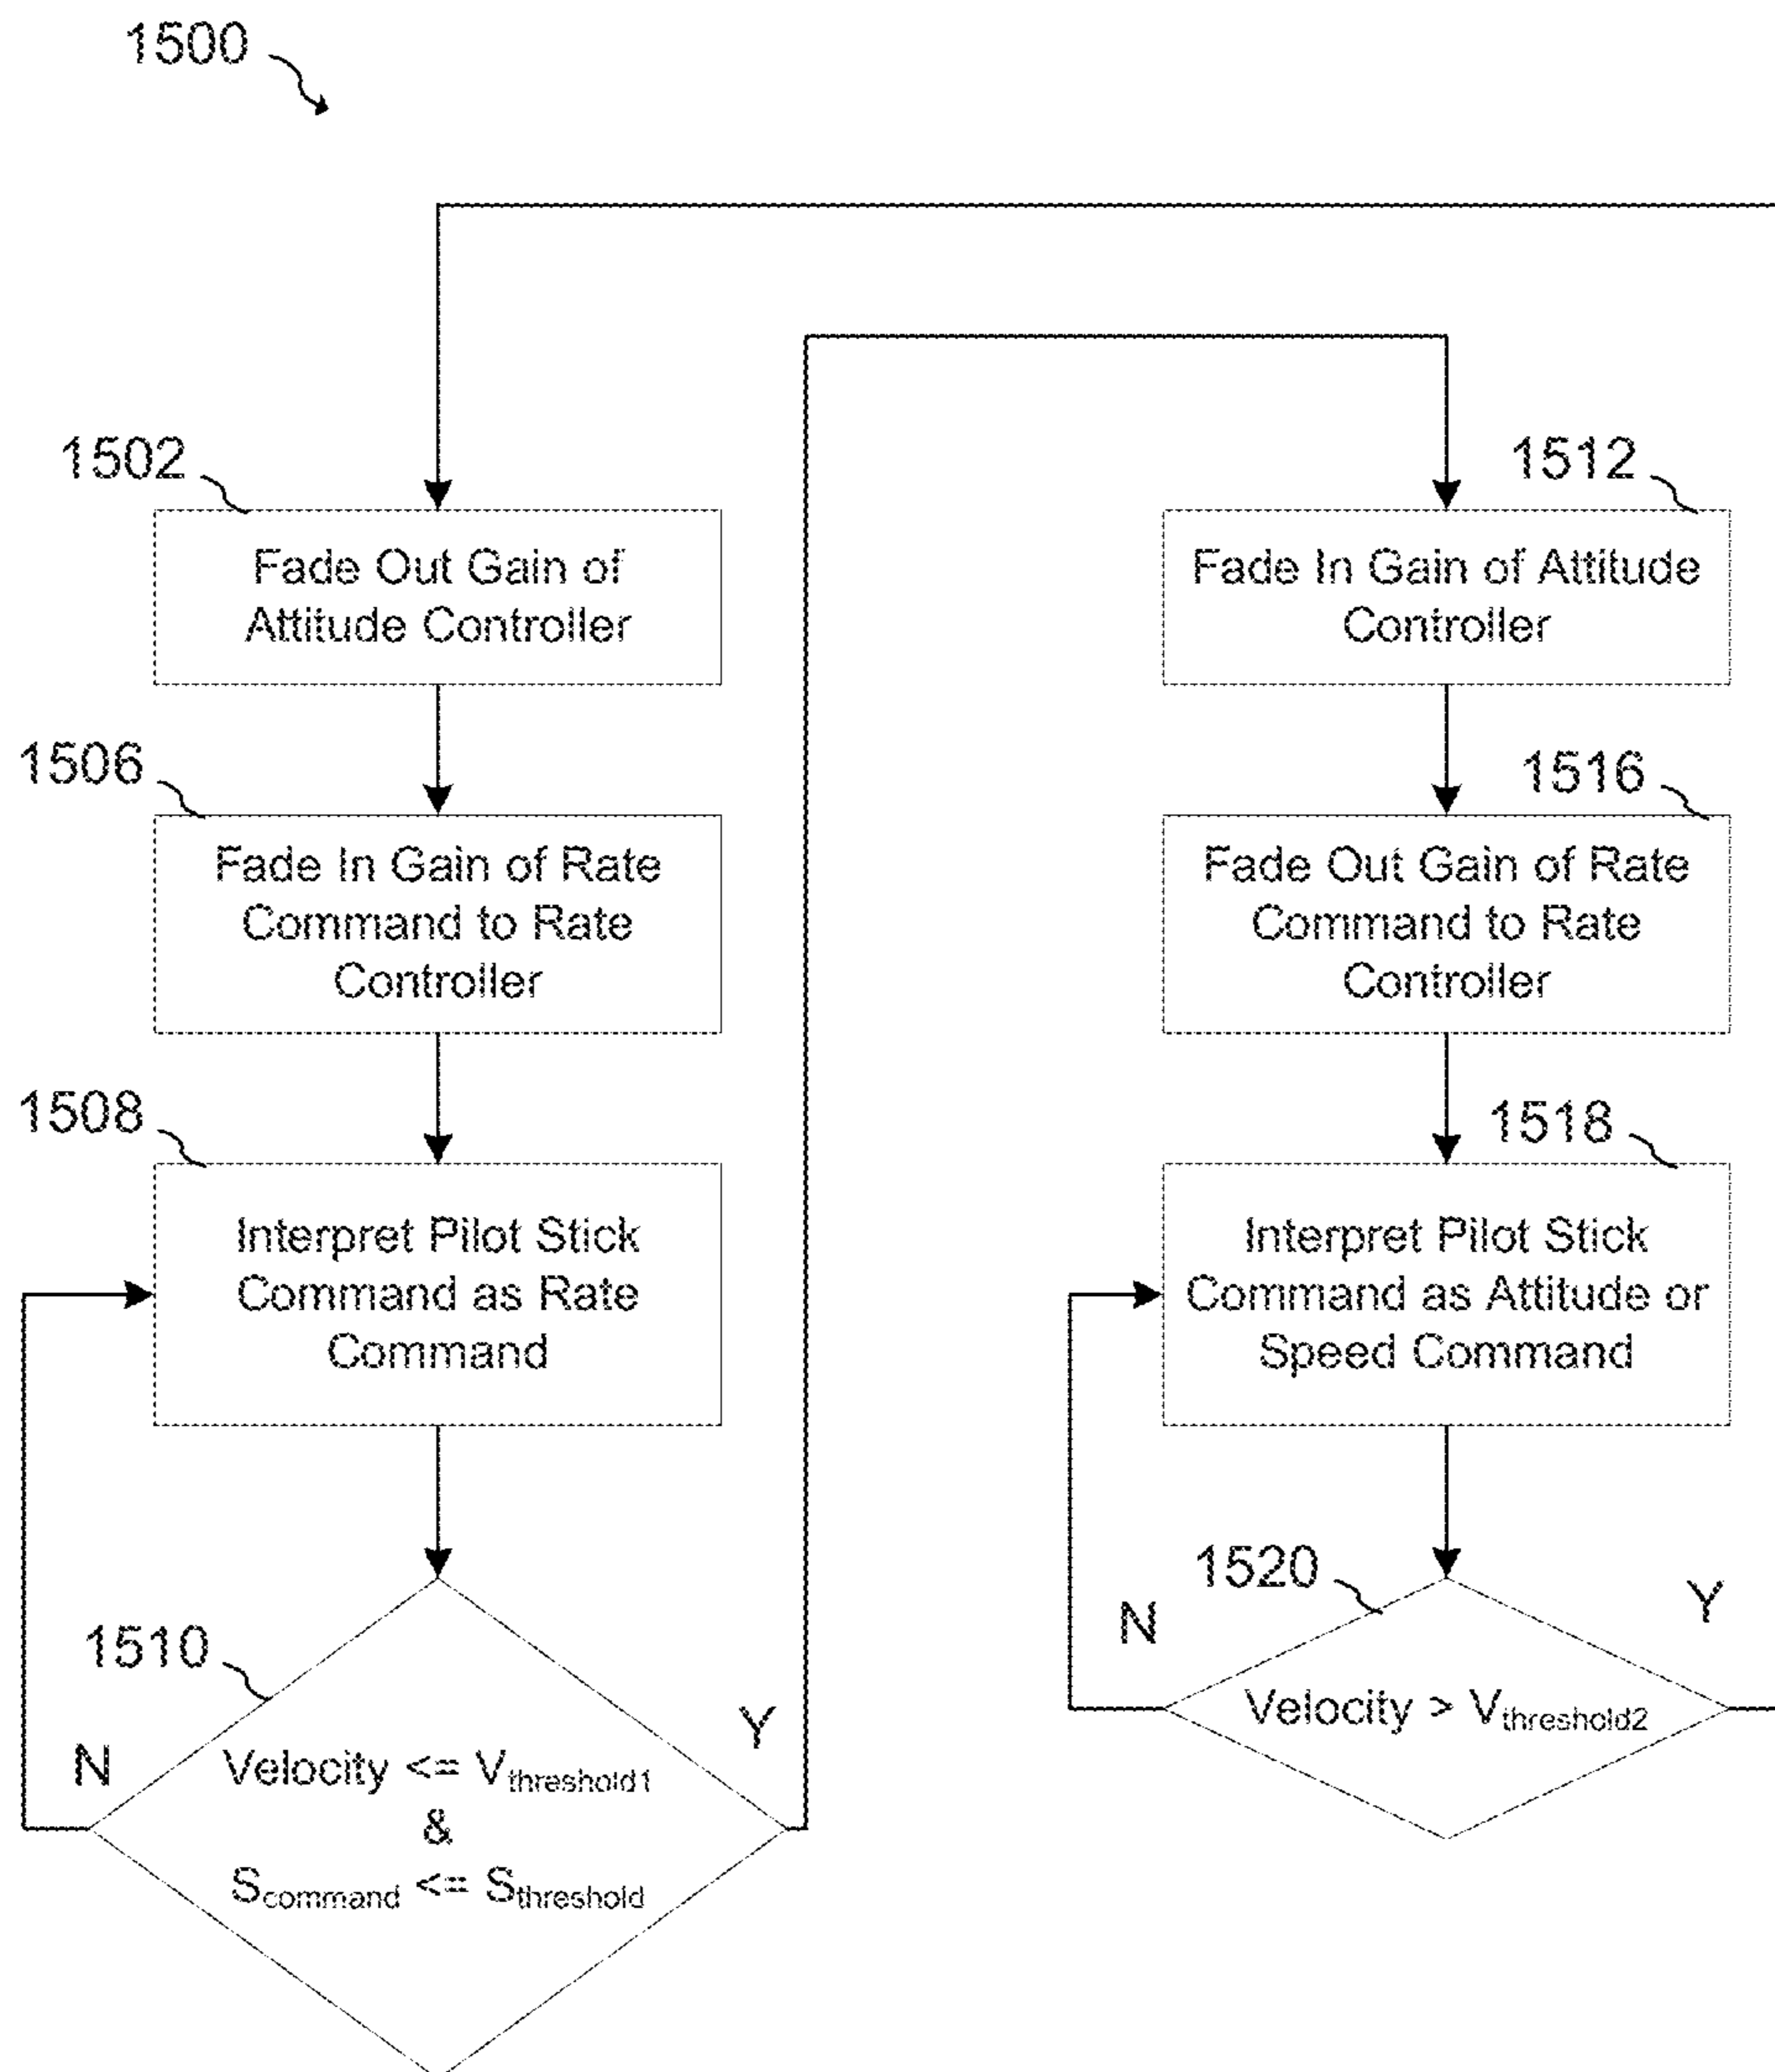 1500
1502
Fade Out Gain of
Attitude Controller
1506
Fade In Gain of Rate
Command to Rate
Controller
1508
Interpret Pilot Stick
Command as Rate
Command
1510
N
Y
Velocity <= Vthreshold1
&
Scommand <= Sthreshold
1512
Fade In Gain of Attitude
Controller
1516
Fade Out Gain of Rate
Command to Rate
Controller
1518
Interpret Pilot Stick
Command as Attitude or
Speed Command
1520
N
Y
Velocity > Vthreshold2